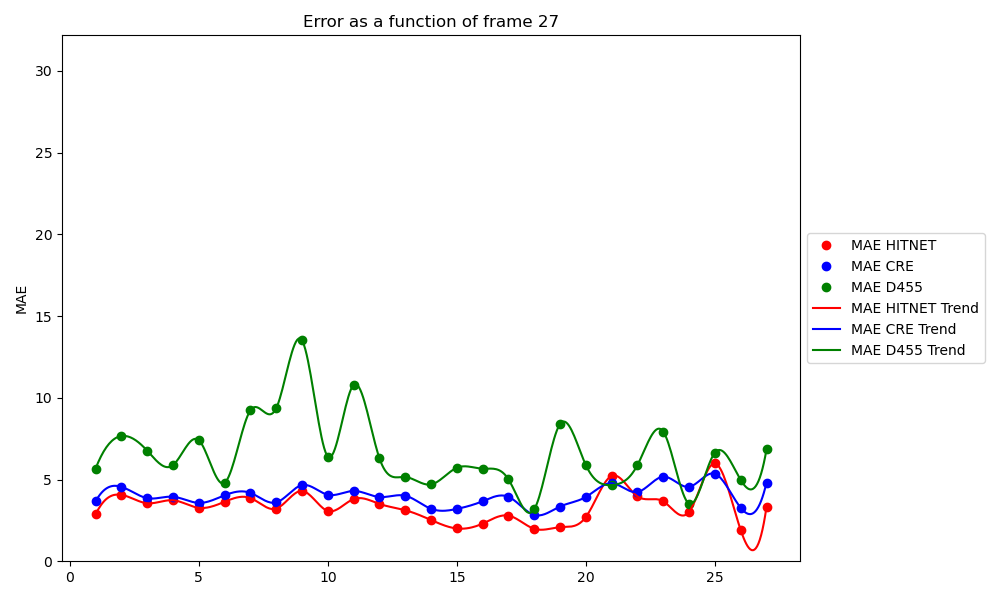 Error as a function of frame 27
MAE
30
25
20
15
10
5
0
0 5 10 15 20 25
MAE HITNET
MAE CRE
MAE D455
MAE HITNET Trend
MAE CRE Trend
MAE D455 Trend